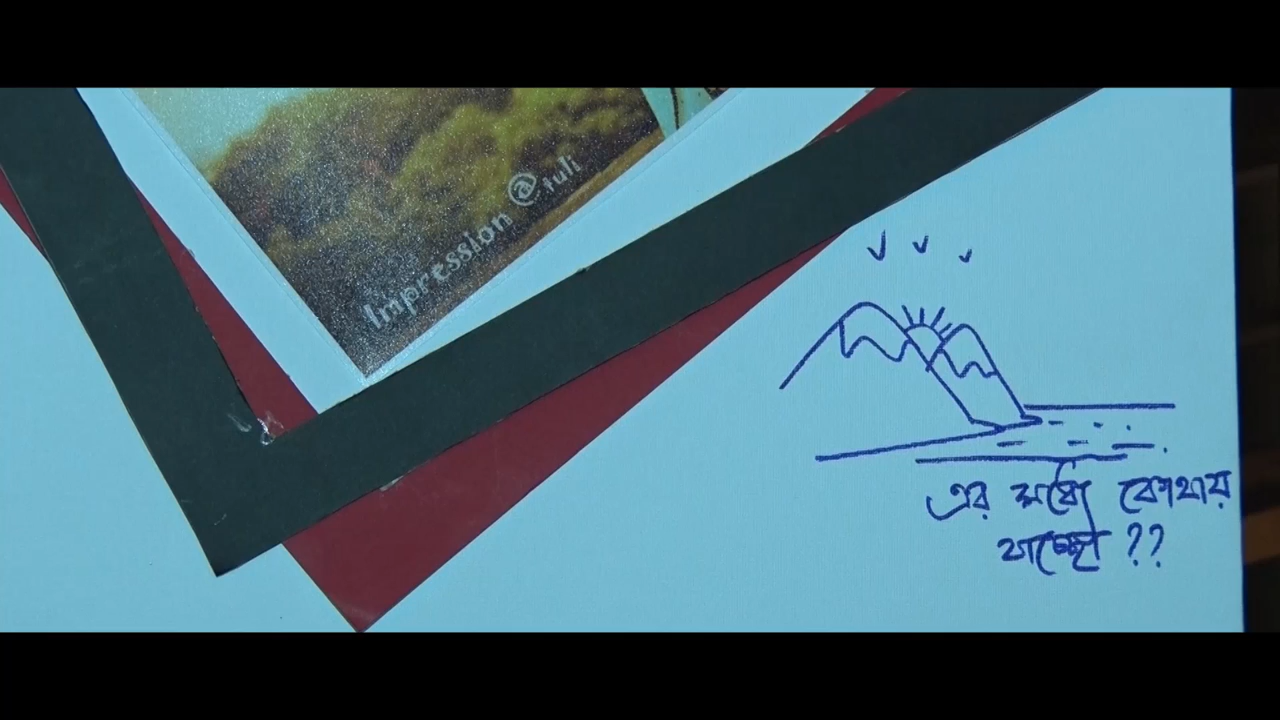 Impression @ tuli
এর মধ্যে কোথায়
যাচ্ছো ??